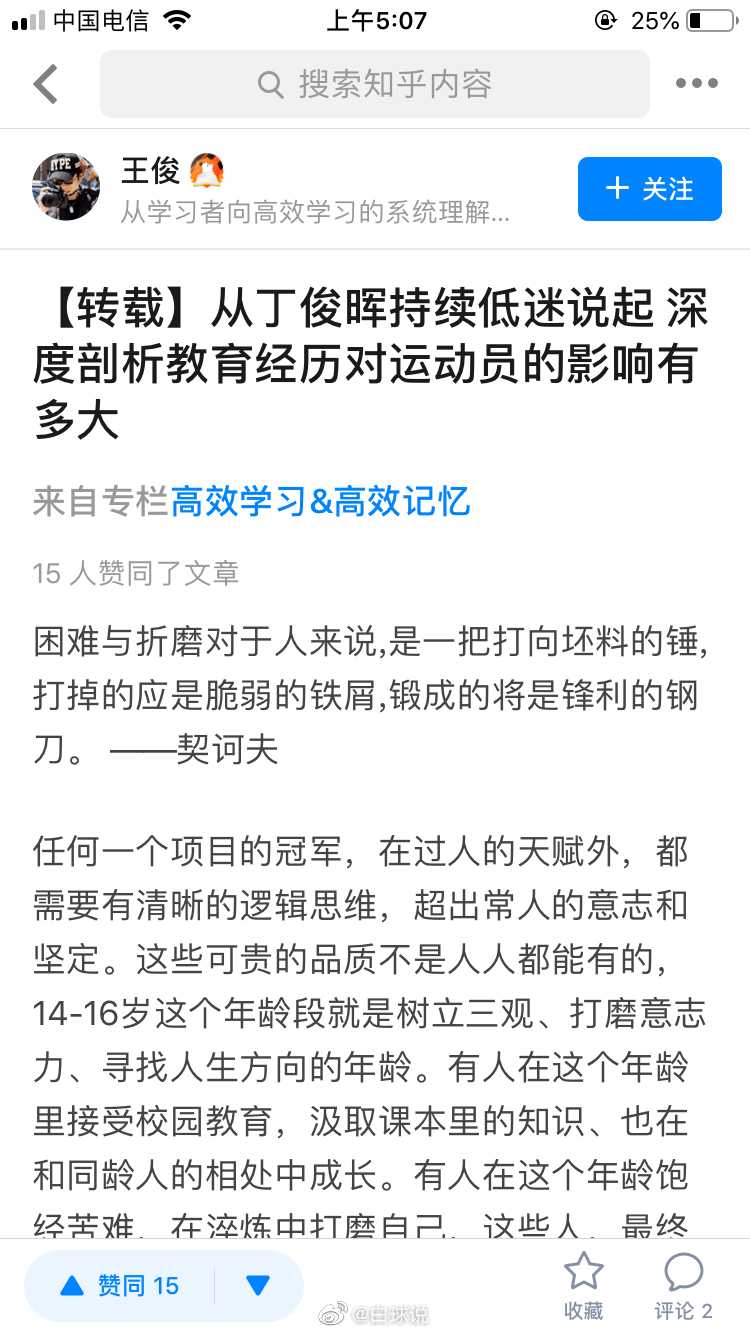 中国电信 上午5:07 25%
搜索知乎内容
王俊
从学习者向高效学习的系统理解...
关注
【转载】从丁俊晖持续低迷说起 深
度剖析教育经历对运动员的影响有
多大
来自专栏高效学习&高效记忆
15 人赞同了文章
困难与折磨对于人来说,是一把打向坯料的锤,
打掉的应是脆弱的铁屑,锻成的将是锋利的钢
刀。 ——契诃夫
任何一个项目的冠军，在过人的天赋外，都
需要有清晰的逻辑思维，超出常人的意志和
坚定。这些可贵的品质不是人人都能有的，
14-16岁这个年龄段就是树立三观、打磨意志
力、寻找人生方向的年龄。有人在这个年龄
里接受校园教育，汲取课本里的知识、也在
和同龄人的相处中成长。有人在这个年龄饱
经苦难，在淬炼中打磨自己，这些人，最终
赞同 15
收藏
评论 2
@白球说